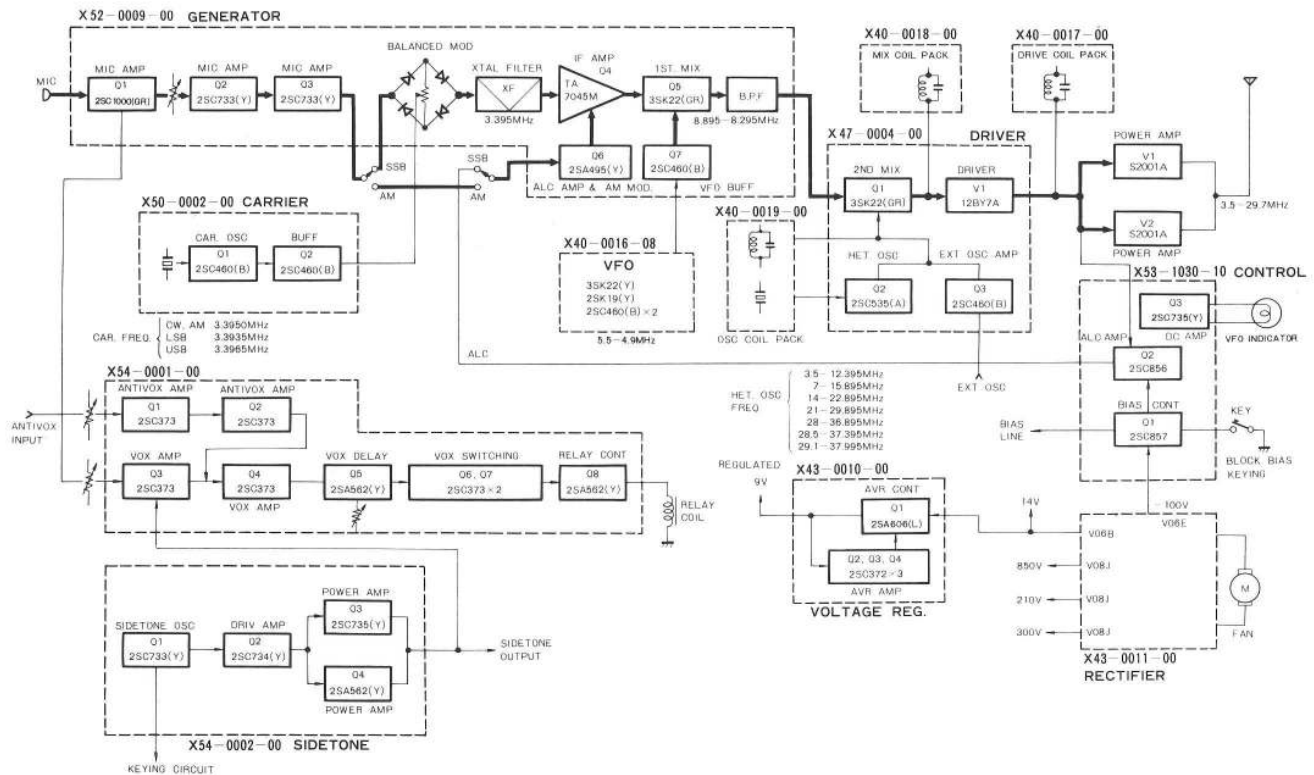 X52-0009-00 GENERATOR
MIC
MIC AMP
Q1
2SC1000(GR)
MIC AMP
Q2
2SC733(Y)
MIC AMP
Q3
2SC733(Y)
BALANCED MOD
XTAL FILTER
XF
3.395MHz
IF AMP
Q4
TA
7045M
1ST. MIX
Q5
3SK22(GR)
B.P.F
8.895-8.295MHz
SSB
AM
SSB
AM
Q6
2SA495(Y)
ALC AMP & AM MOD.
Q7
2SC460(B)
VFO BUFF
X40-0018-00
MIX COIL PACK
X40-0017-00
DRIVE COIL PACK
X47-0004-00 DRIVER
2ND MIX
Q1
3SK22(GR)
DRIVER
V1
12BY7A
HET. OSC
Q2
2SC535(A)
EXT OSC AMP
Q3
2SC460(B)
EXT OSC
POWER AMP
V1
S2001A
V2
S2001A
POWER AMP
3.5-29.7MHz
X50-0002-00 CARRIER
CAR. OSC
Q1
2SC460(B)
BUFF
Q2
2SC460(B)
CAR. FREQ.
CW, AM 3.3950MHz
LSB 3.3935MHz
USB 3.3965MHz
X40-0016-08
VFO
3SK22(Y)
2SK19(Y)
2SC460(B)×2
5.5-4.9MHz
X40-0019-00
OSC COIL PACK
ALC
HET. OSC
FREQ
3.5-12.395MHz
7-15.895MHz
14-22.895MHz
21-29.895MHz
28-36.895MHz
28.5-37.395MHz
29.1-37.995MHz
X53-1030-10 CONTROL
Q3
2SC735(Y)
DC AMP
VFO INDICATOR
ALC AMP
Q2
2SC856
BIAS CONT
Q1
2SC857
BIAS
LINE
KEY
BLOCK BIAS
KEYING
X54-0001-00
ANTIVOX
INPUT
ANTIVOX AMP
Q1
2SC373
ANTIVOX AMP
Q2
2SC373
VOX AMP
Q3
2SC373
Q4
2SC373
VOX AMP
VOX DELAY
Q5
2SA562(Y)
VOX SWITCHING
Q6, Q7
2SC373×2
RELAY CONT
Q8
2SA562(Y)
RELAY
COIL
X43-0010-00
REGULATED
9V
AVR CONT
Q1
2SA606(L)
Q2, Q3, Q4
2SC372×3
AVR AMP
VOLTAGE REG.
-100V
V06E
14V
V06B
850V
V08J
210V
V08J
300V
V08J
M
FAN
X43-0011-00
RECTIFIER
SIDETONE OSC
Q1
2SC733(Y)
DRIV AMP
Q2
2SC734(Y)
POWER AMP
Q3
2SC735(Y)
Q4
2SA562(Y)
POWER AMP
SIDETONE
OUTPUT
X54-0002-00 SIDETONE
KEYING CIRCUIT